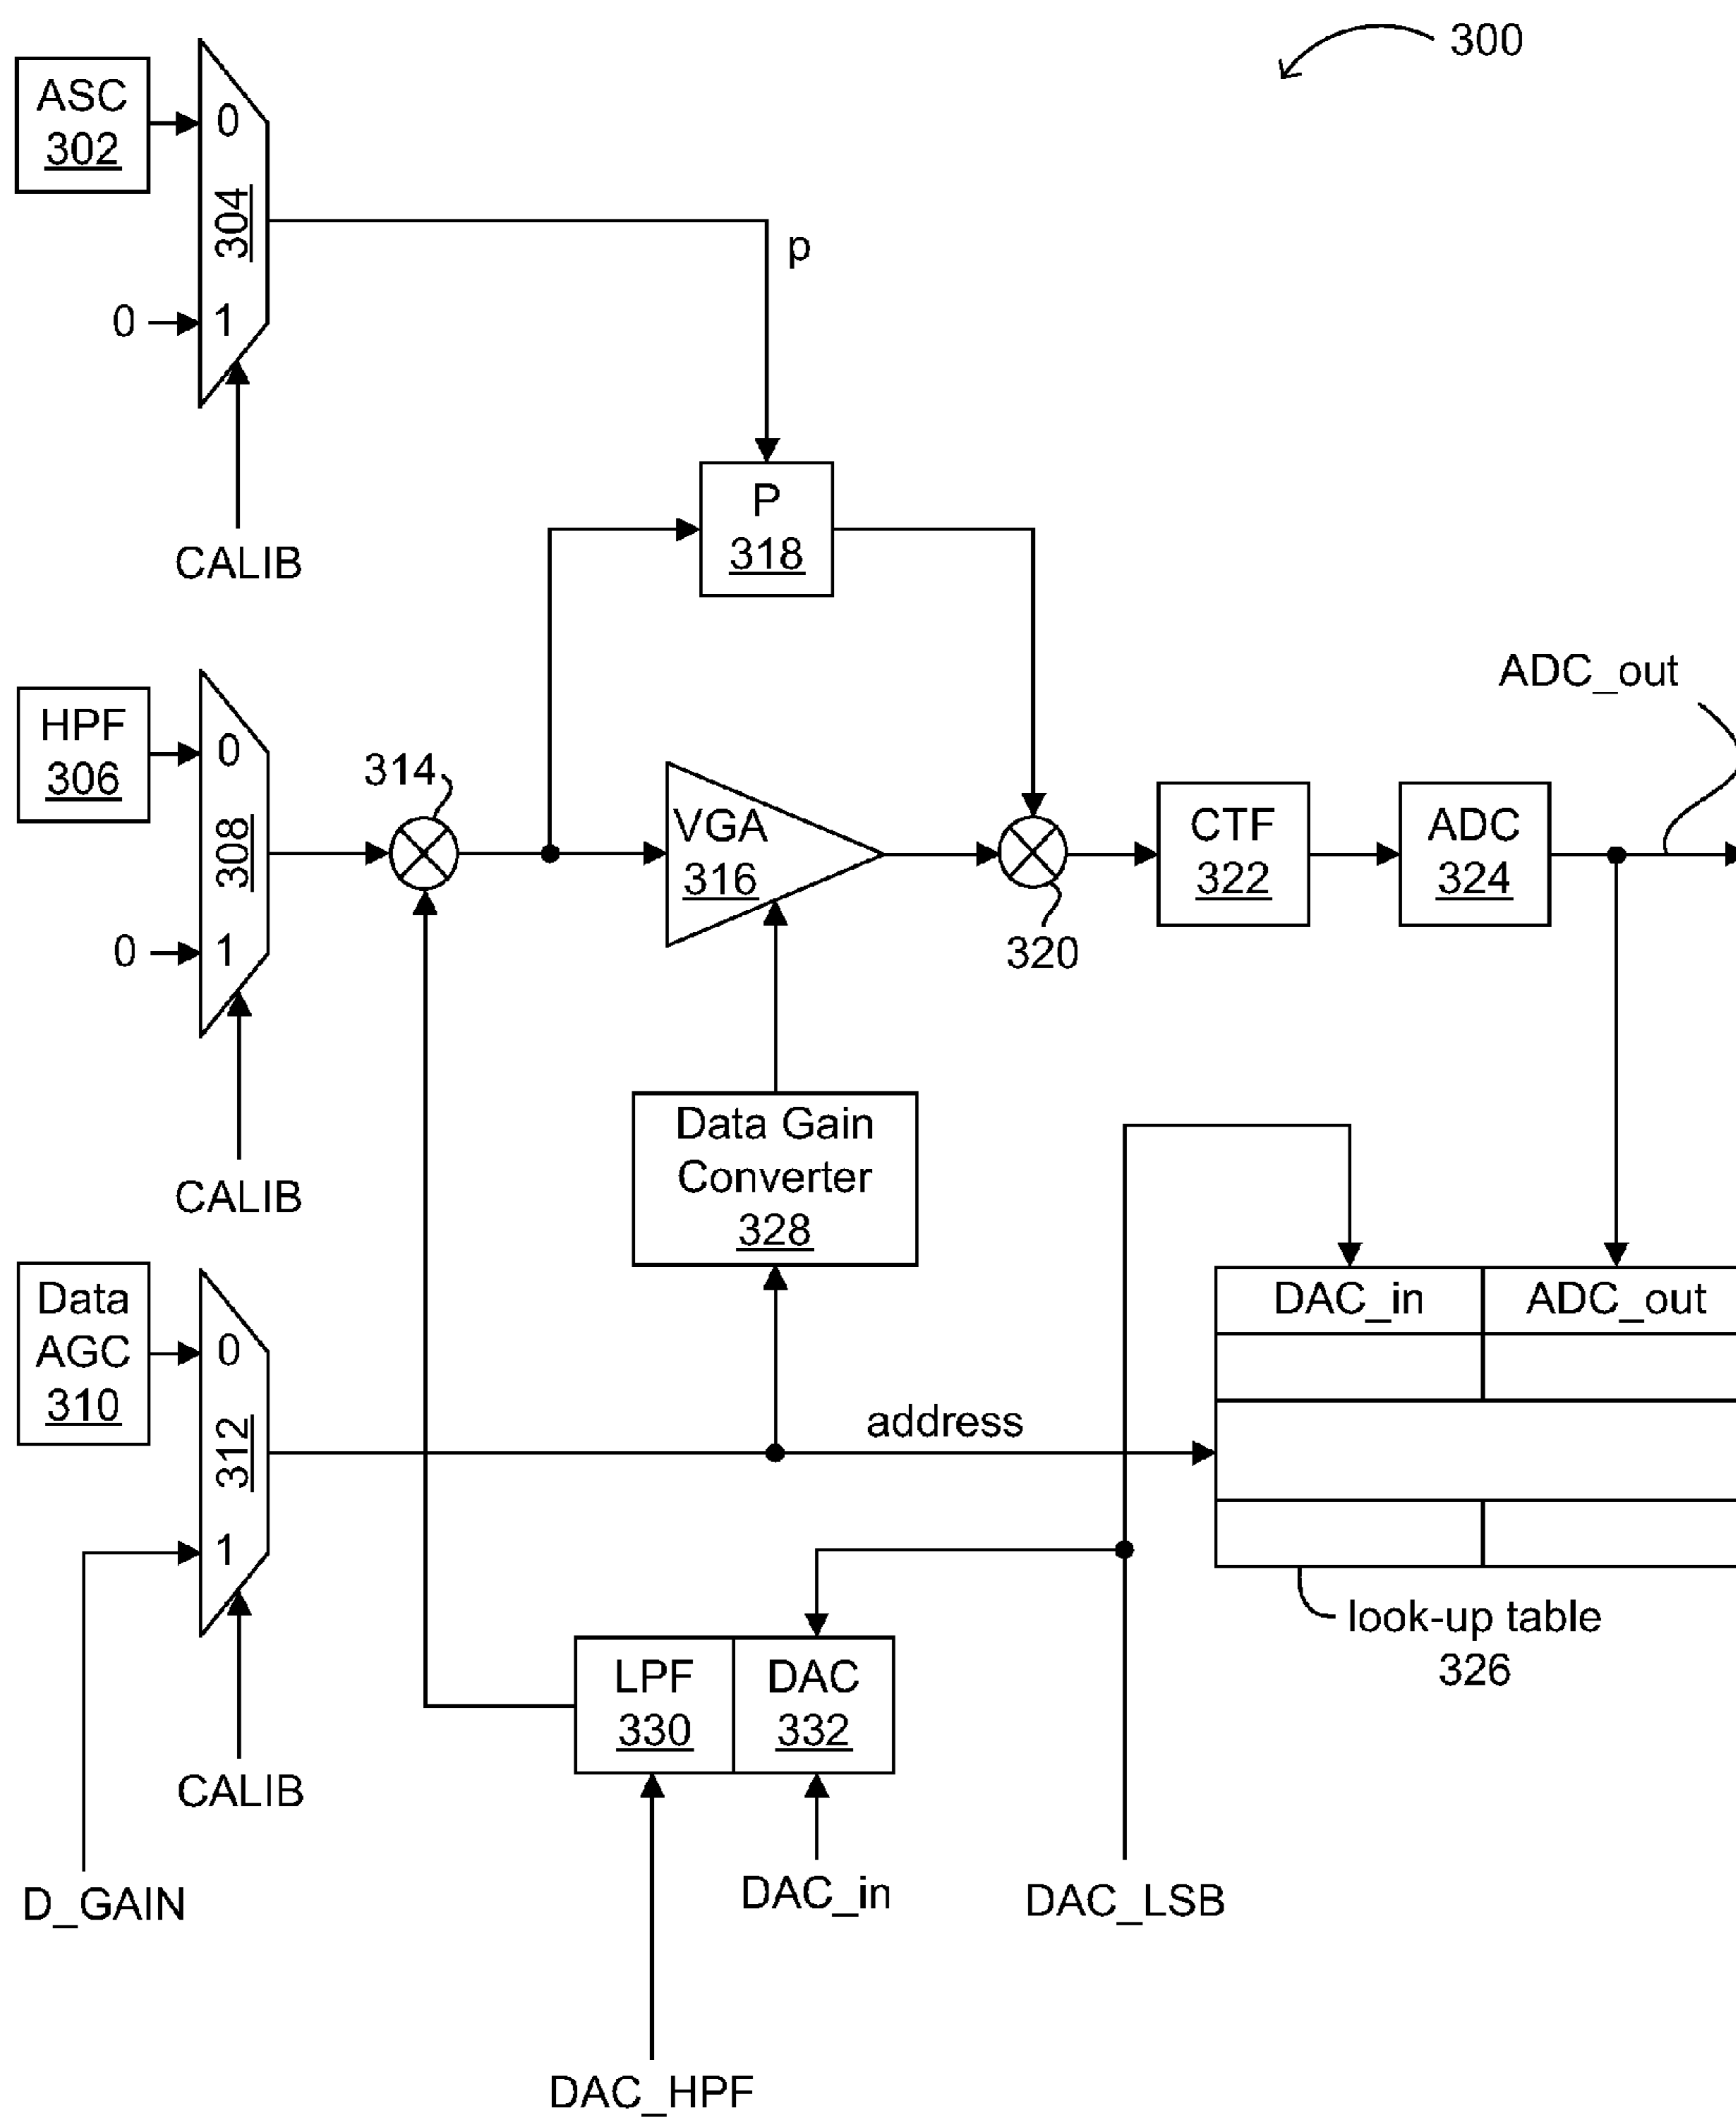 300
ASC
302
0
304
1
0
p
CALIB
P
318
HPF
306
0
308
1
0
314
VGA
316
320
CTF
322
ADC
324
ADC_out
CALIB
Data Gain
Converter
328
Data
AGC
310
0
312
1
address
DAC_in
ADC_out
look-up table
326
LPF
330
DAC
332
CALIB
D_GAIN
DAC_in
DAC_LSB
DAC_HPF